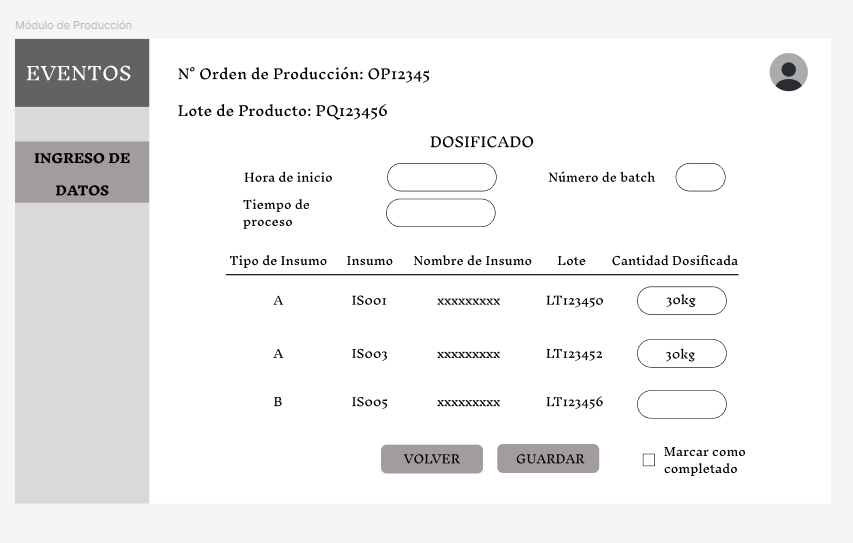 Módulo de Producción
EVENTOS
INGRESO DE
DATOS
N° Orden de Producción: OP12345
Lote de Producto: PQ123456
DOSIFICADO
Hora de inicio
Número de batch
Tiempo de
proceso
Tipo de Insumo Insumo Nombre de Insumo Lote Cantidad Dosificada
A IS001 xxxxxxxxx LT123450 30kg
A IS003 xxxxxxxxx LT123452 30kg
B IS005 xxxxxxxxx LT123456
VOLVER GUARDAR
Marcar como
completado